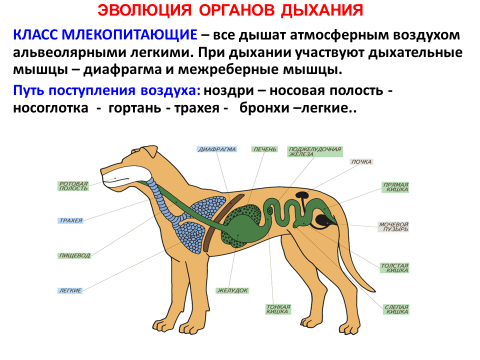 ЭВОЛЮЦИЯ ОРГАНОВ ДЫХАНИЯ
КЛАСС МЛЕКОПИТАЮЩИЕ – все дышат атмосферным воздухом
альвеолярными легкими. При дыхании участвуют дыхательные
мышцы – диафрагма и межреберные мышцы.
Путь поступления воздуха: ноздри – носовая полость -
носоглотка - гортань - трахея - бронхи –легкие..
ДИАФРАГМА
ПЕЧЕНЬ
ПОДЖЕЛУДОЧНАЯ
ЖЕЛЕЗА
ПОЧКА
РОТОВАЯ
ПОЛОСТЬ
ПРЯМАЯ
КИШКА
ТРАХЕЯ
МОЧЕВОЙ
ПУЗЫРЬ
ПИЩЕВОД
ТОЛСТАЯ
КИШКА
ЛЕГКИЕ
ЖЕЛУДОК
ТОНКАЯ
КИШКА
СЛЕПАЯ
КИШКА